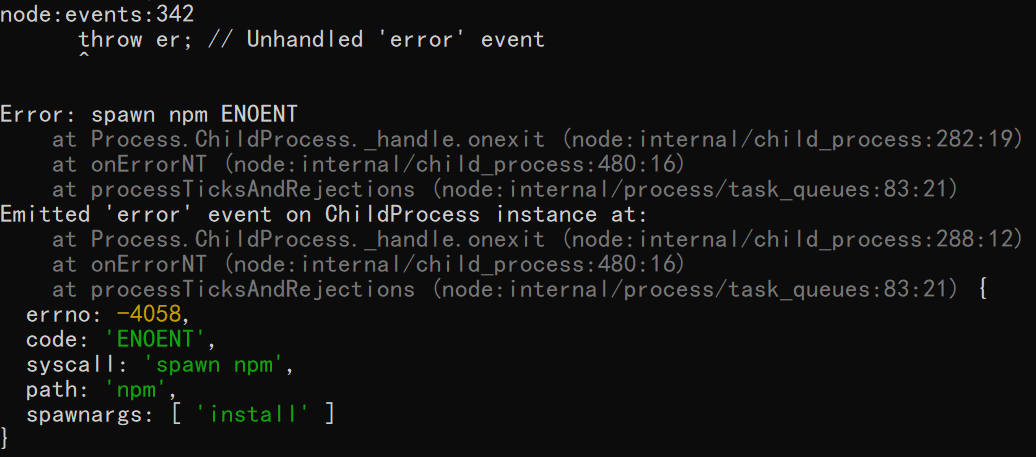 node:events:342
      throw er; // Unhandled 'error' event
      ^

Error: spawn npm ENOENT
    at Process.ChildProcess._handle.onexit (node:internal/child_process:282:19)
    at onErrorNT (node:internal/child_process:480:16)
    at processTicksAndRejections (node:internal/process/task_queues:83:21)
Emitted 'error' event on ChildProcess instance at:
    at Process.ChildProcess._handle.onexit (node:internal/child_process:288:12)
    at onErrorNT (node:internal/child_process:480:16)
    at processTicksAndRejections (node:internal/process/task_queues:83:21) {
  errno: -4058,
  code: 'ENOENT',
  syscall: 'spawn npm',
  path: 'npm',
  spawnargs: [ 'install' ]
}